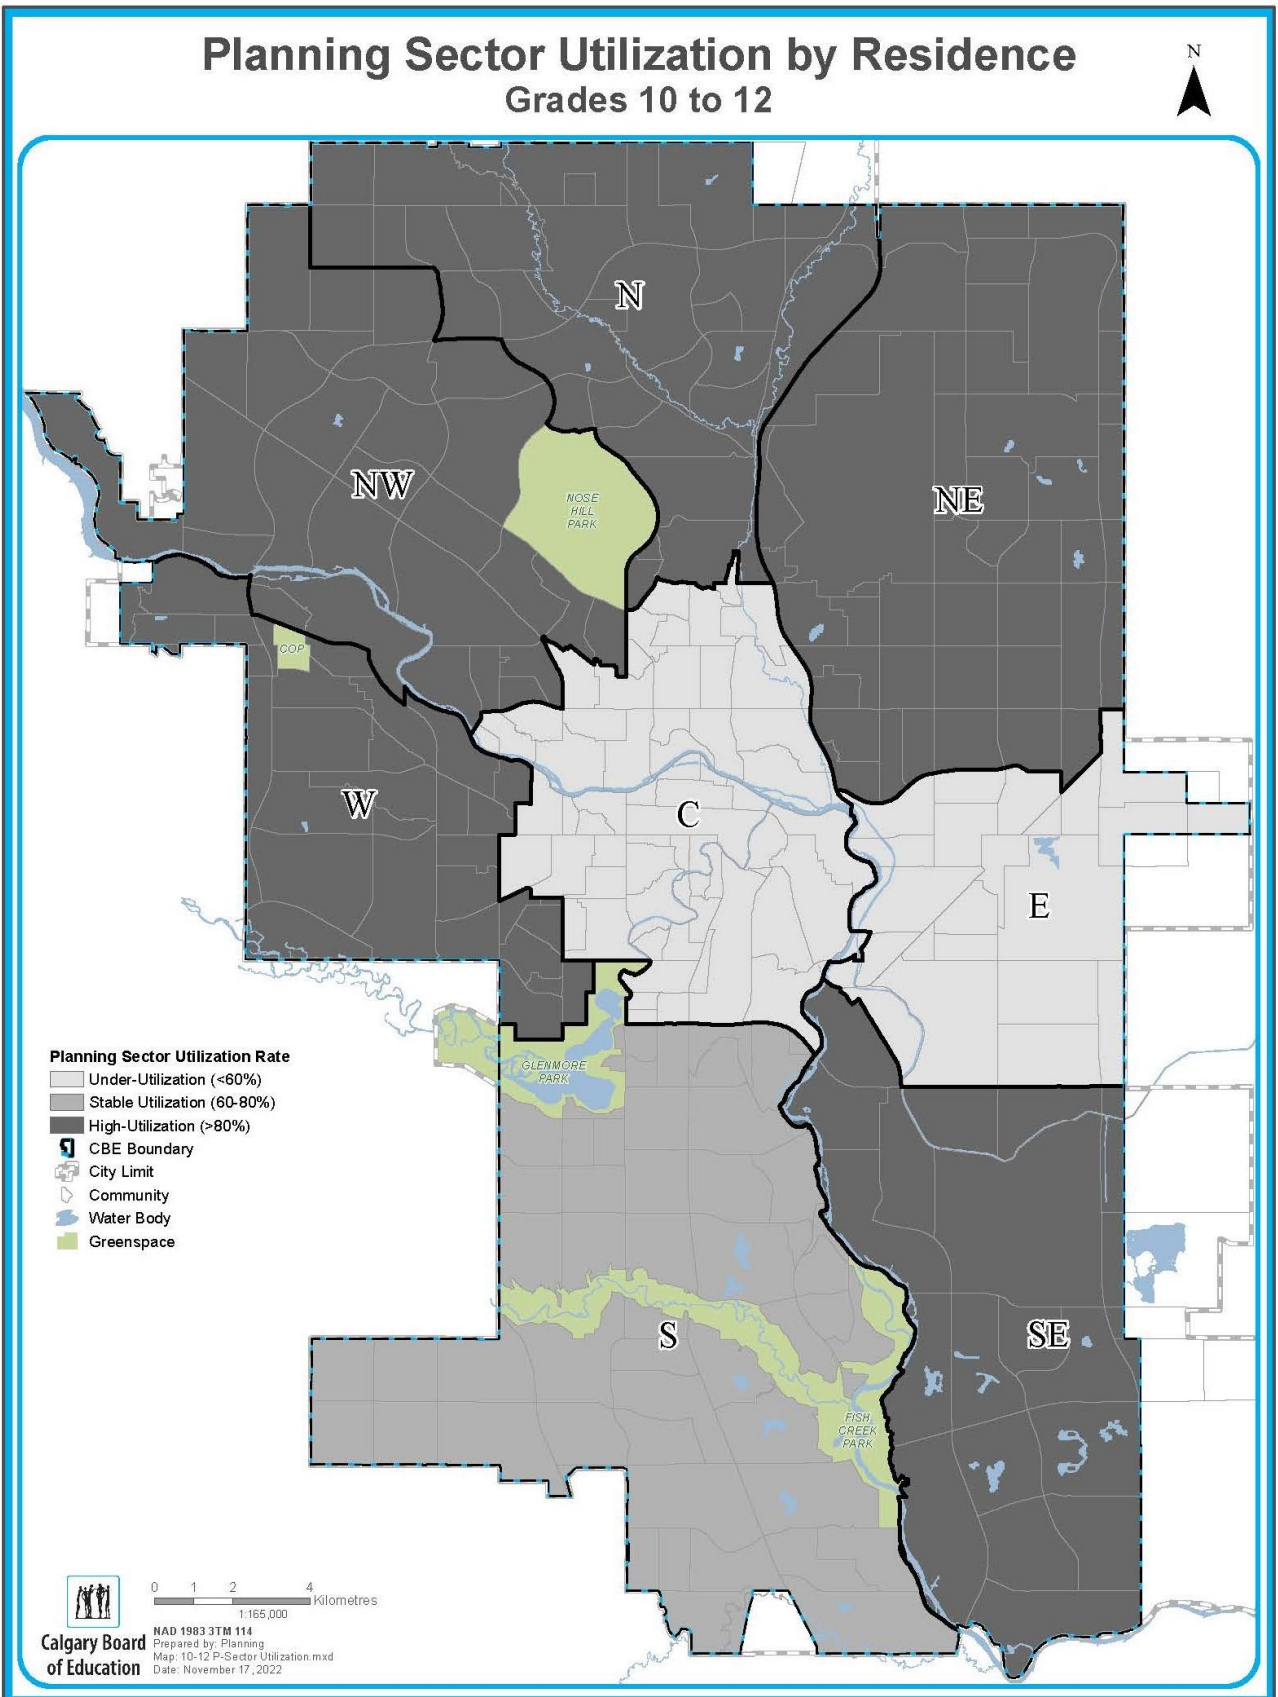 Planning Sector Utilization by Residence
Grades 10 to 12
N
N
NW
NOSE
HILL
PARK
NE
COP
W
C
E
GLENMORE
PARK
Planning Sector Utilization Rate
Under-Utilization (<60%)
Stable Utilization (60-80%)
High-Utilization (>80%)
CBE Boundary
City Limit
Community
Water Body
Greenspace
S
SE
FISH
CREEK
PARK
0 1 2 4
Kilometres
1:165,000
Calgary Board
of Education
NAD 1983 3TM 114
Prepared by: Planning
Map: 10-12 P-Sector Utilization.mxd
Date: November 17, 2022